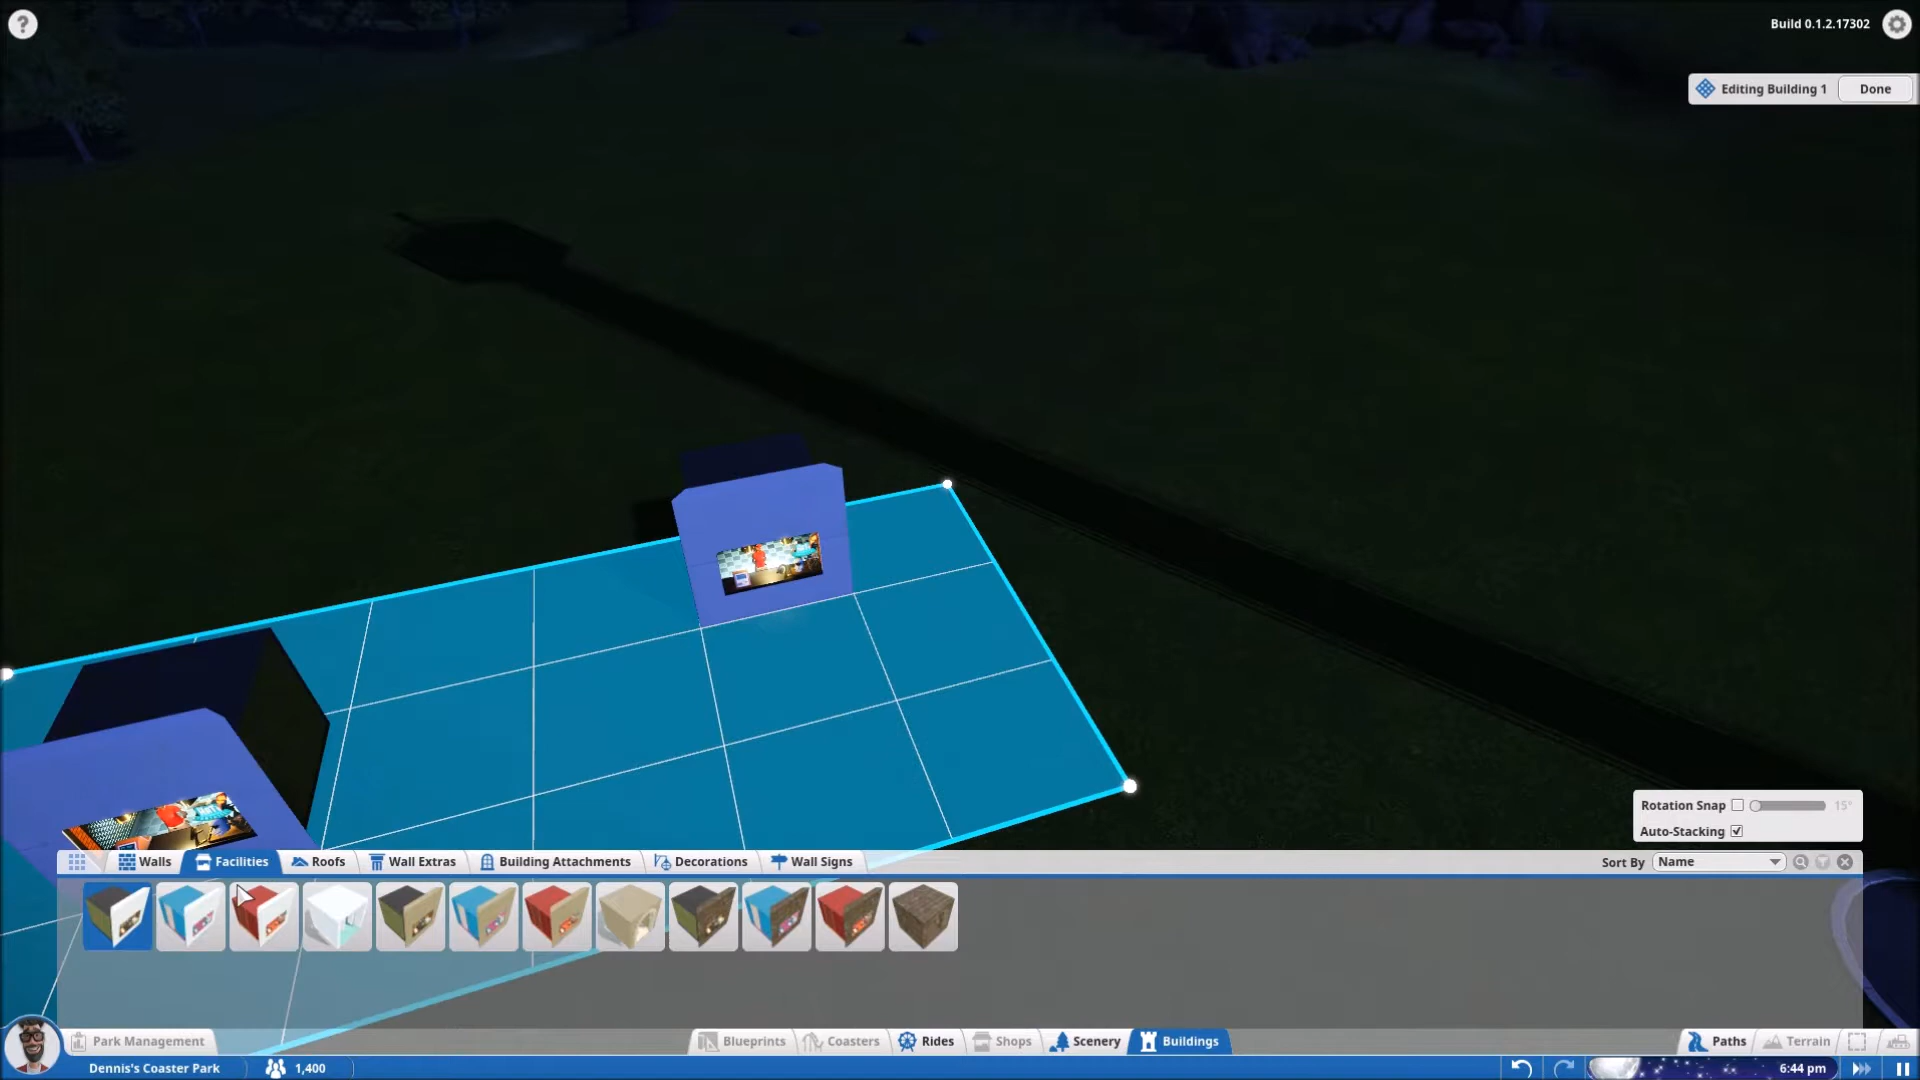 ?
Build 0.1.2.17302
Editing Building 1
Done
Rotation Snap
15°
Auto-Stacking
Walls
Facilities
Roofs
Wall Extras
Building Attachments
Decorations
Wall Signs
Sort By
Name
Park Management
Blueprints
Coasters
Rides
Shops
Scenery
Buildings
Paths
Terrain
Dennis's Coaster Park
1,400
6:44 pm